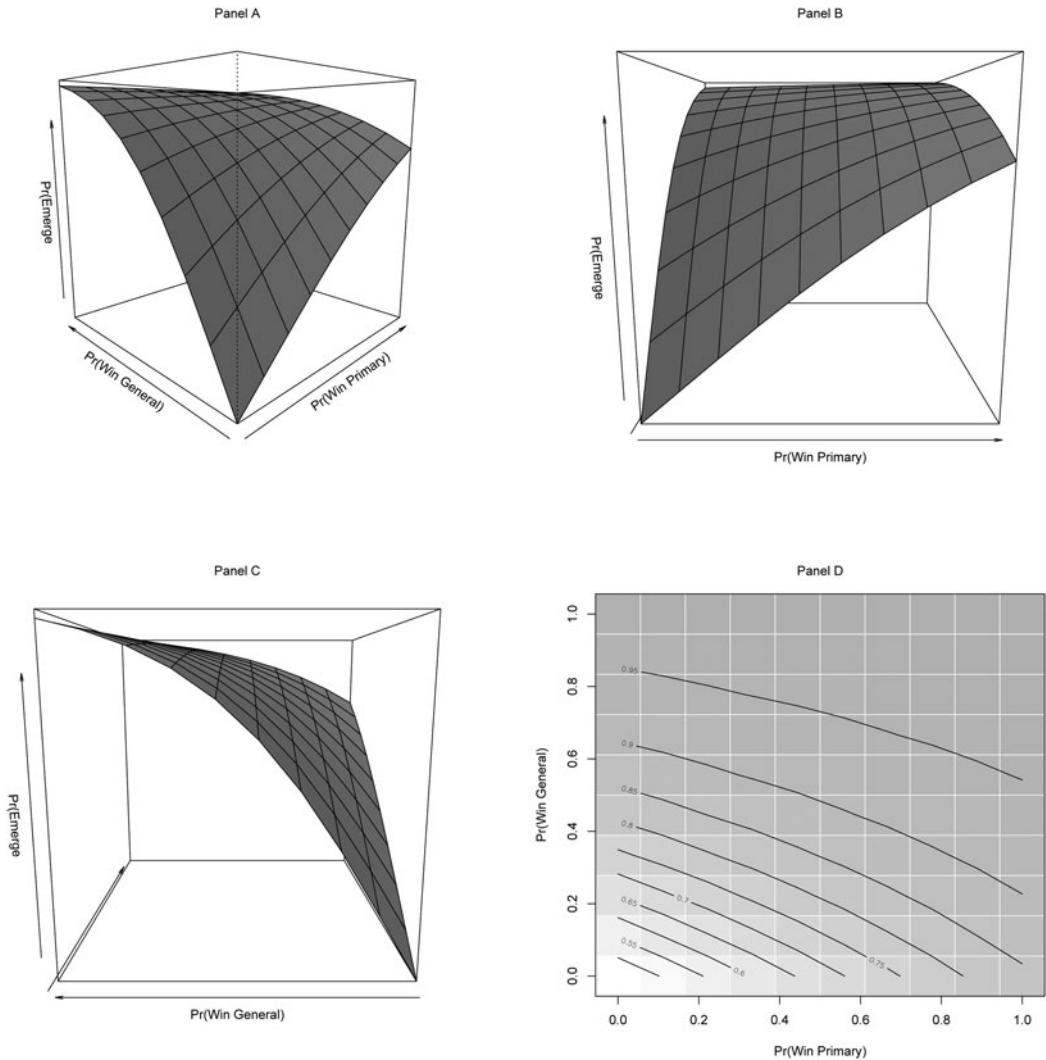 Panel A
Pr(Emerge
Pr(Win General)
Pr(Win Primary)
Panel B
Pr(Emerge
Pr(Win Primary)
Panel C
Pr(Emerge
Pr(Win General)
Panel D
Pr(Win General)
1.0
0.8
0.6
0.4
0.2
0.0
0.95
0.9
0.85
0.8
0.7
0.65
0.55
0.6
0.75
0.0 0.2 0.4 0.6 0.8 1.0
Pr(Win Primary)